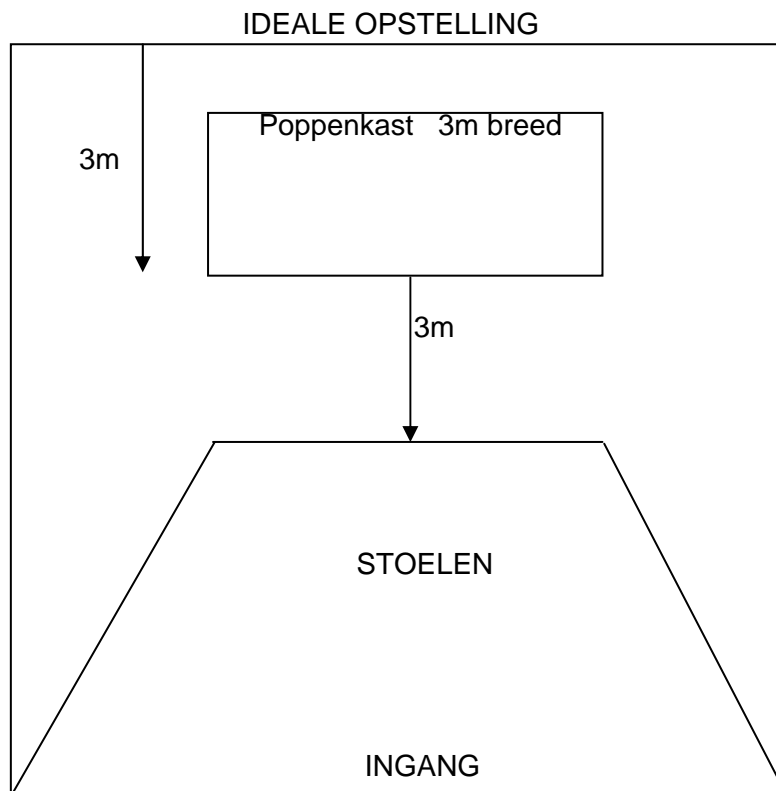 IDEALE OPSTELLING
Poppenkast 3m breed
3m
3m
STOELEN
INGANG